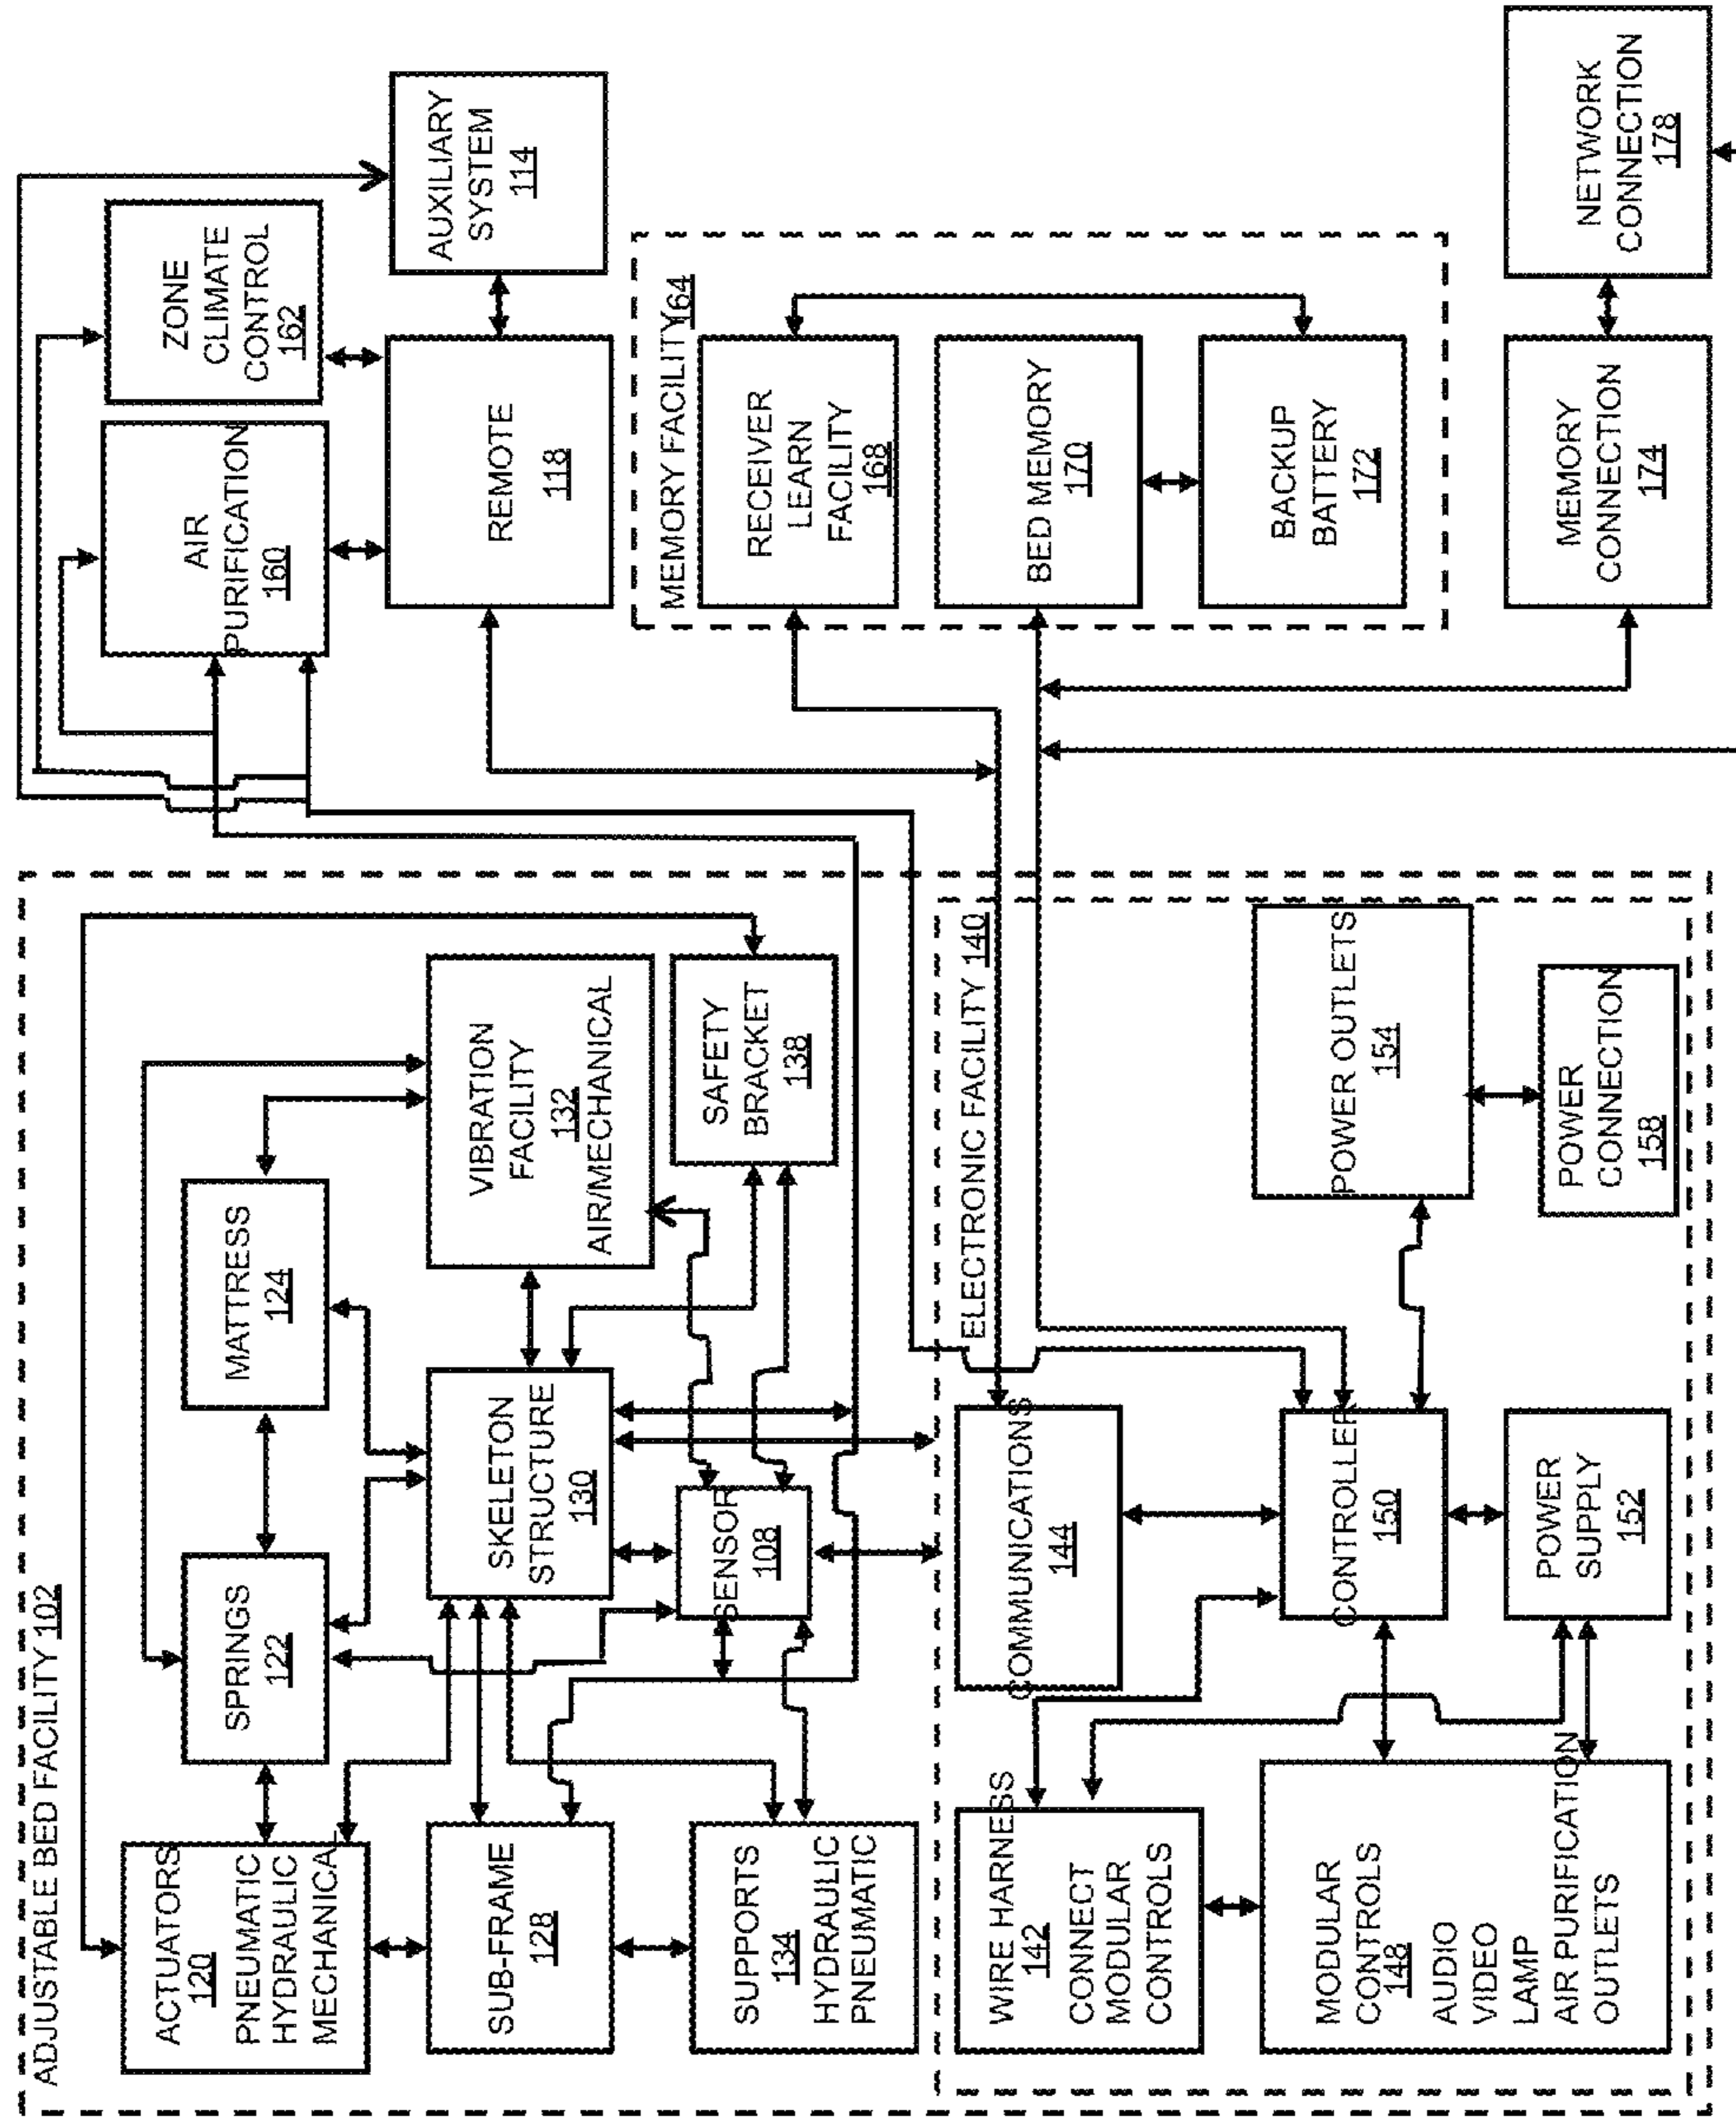 ADJUSTABLE BED FACILITY 102
ACTUATORS
120
PNEUMATIC
HYDRAULIC
MECHANICAL
SPRINGS
122
MATTRESS
124
SUB-FRAME
128
SKELETON
STRUCTURE
130
VIBRATION
FACILITY
132
AIR/MECHANICAL
SUPPORTS
134
HYDRAULIC
PNEUMATIC
SENSOR
108
SAFETY
BRACKET
138
ELECTRONIC FACILITY 140
WIRE HARNESS
142
CONNECT
MODULAR
CONTROLS
COMMUNICATIONS
144
MODULAR
CONTROLS
148
AUDIO
VIDEO
LAMP
AIR PURIFICATION
OUTLETS
CONTROLLER
150
POWER
SUPPLY
152
POWER OUTLETS
154
POWER
CONNECTION
158
AIR
PURIFICATION
160
ZONE
CLIMATE
CONTROL
162
REMOTE
118
AUXILIARY
SYSTEM
114
MEMORY FACILITY 164
RECEIVER
LEARN
FACILITY
168
BED MEMORY
170
BACKUP
BATTERY
172
MEMORY
CONNECTION
174
NETWORK
CONNECTION
178